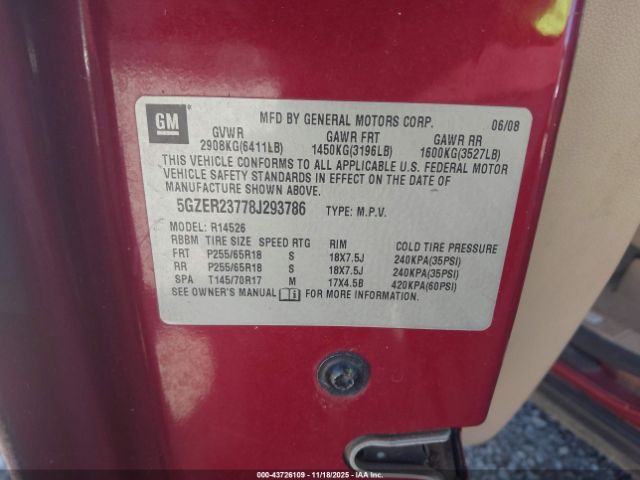 GM
MFD BY GENERAL MOTORS CORP. 06/08
GVWR GAWR FRT GAWR RR
2908KG(6411LB) 1450KG(3196LB) 1600KG(3527LB)
THIS VEHICLE CONFORMS TO ALL APPLICABLE U.S. FEDERAL MOTOR
VEHICLE SAFETY STANDARDS IN EFFECT ON THE DATE OF
MANUFACTURE SHOWN ABOVE.
5GZER23778J293786 TYPE: M.P.V.
MODEL: R14526
RBBM TIRE SIZE SPEED RTG RIM COLD TIRE PRESSURE
FRT P255/65R18 S 18X7.5J 240KPA(35PSI)
RR P255/65R18 S 18X7.5J 240KPA(35PSI)
SPA T145/70R17 M 17X4.5B 420KPA(60PSI)
SEE OWNER'S MANUAL FOR MORE INFORMATION.
000-43726109 - 11/18/2025 - IAAI.com